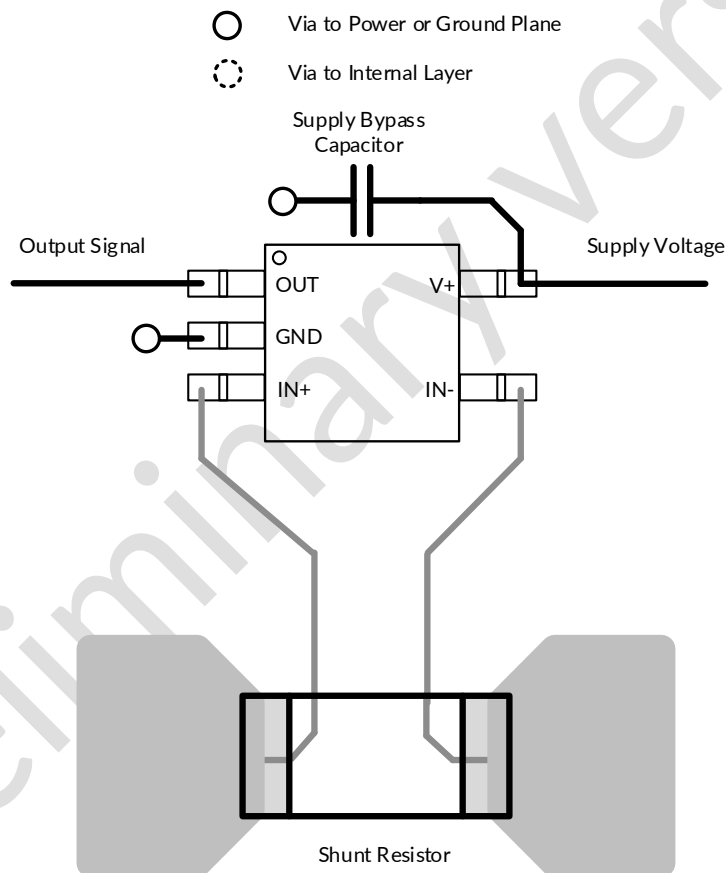 Via to Power or Ground Plane
Via to Internal Layer
Supply Bypass
Capacitor
Output Signal
Supply Voltage
OUT
V+
GND
IN+
IN-
Shunt Resistor